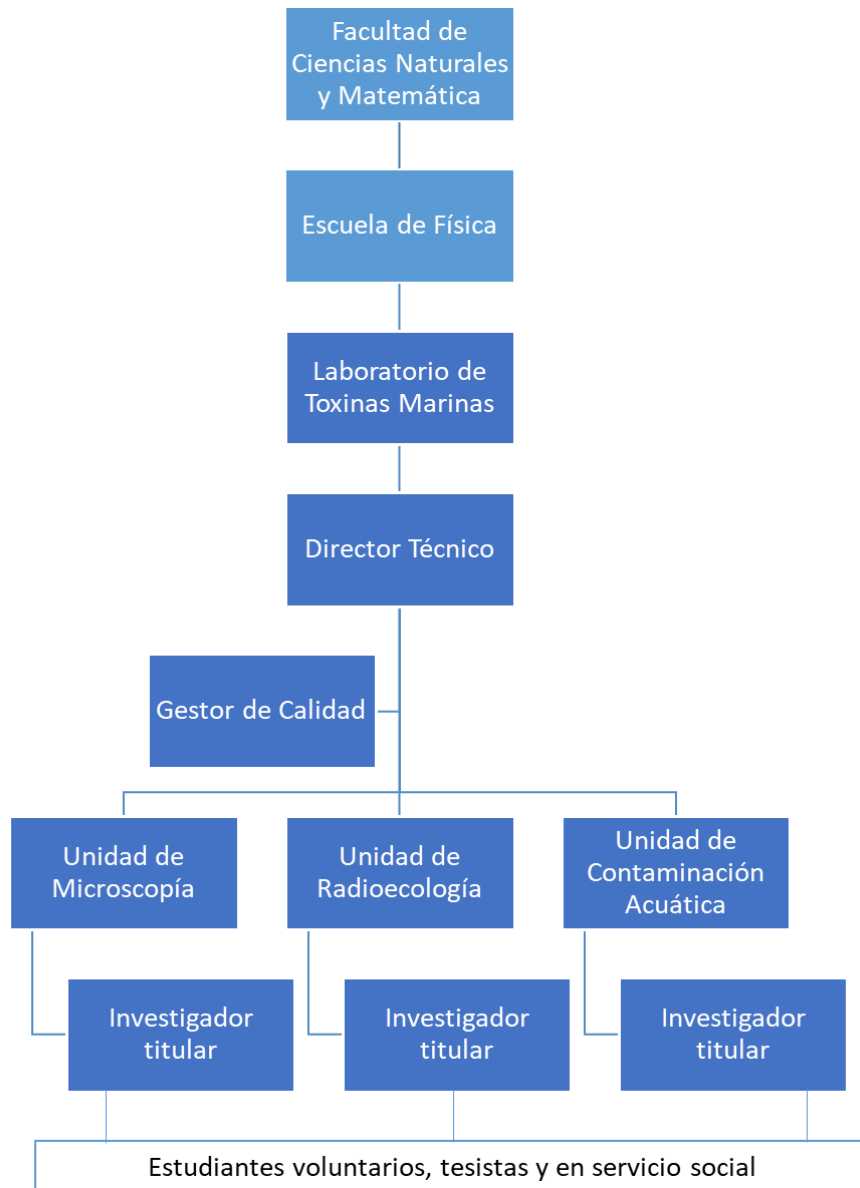 Facultad de
Ciencias Naturales
y Matemática
Escuela de Física
Laboratorio de
Toxinas Marinas
Director Técnico
Gestor de Calidad
Unidad de
Microscopía
Unidad de
Radioecología
Unidad de
Contaminación
Acuática
Investigador
titular
Investigador
titular
Investigador
titular
Estudiantes voluntarios, tesistas y en servicio social